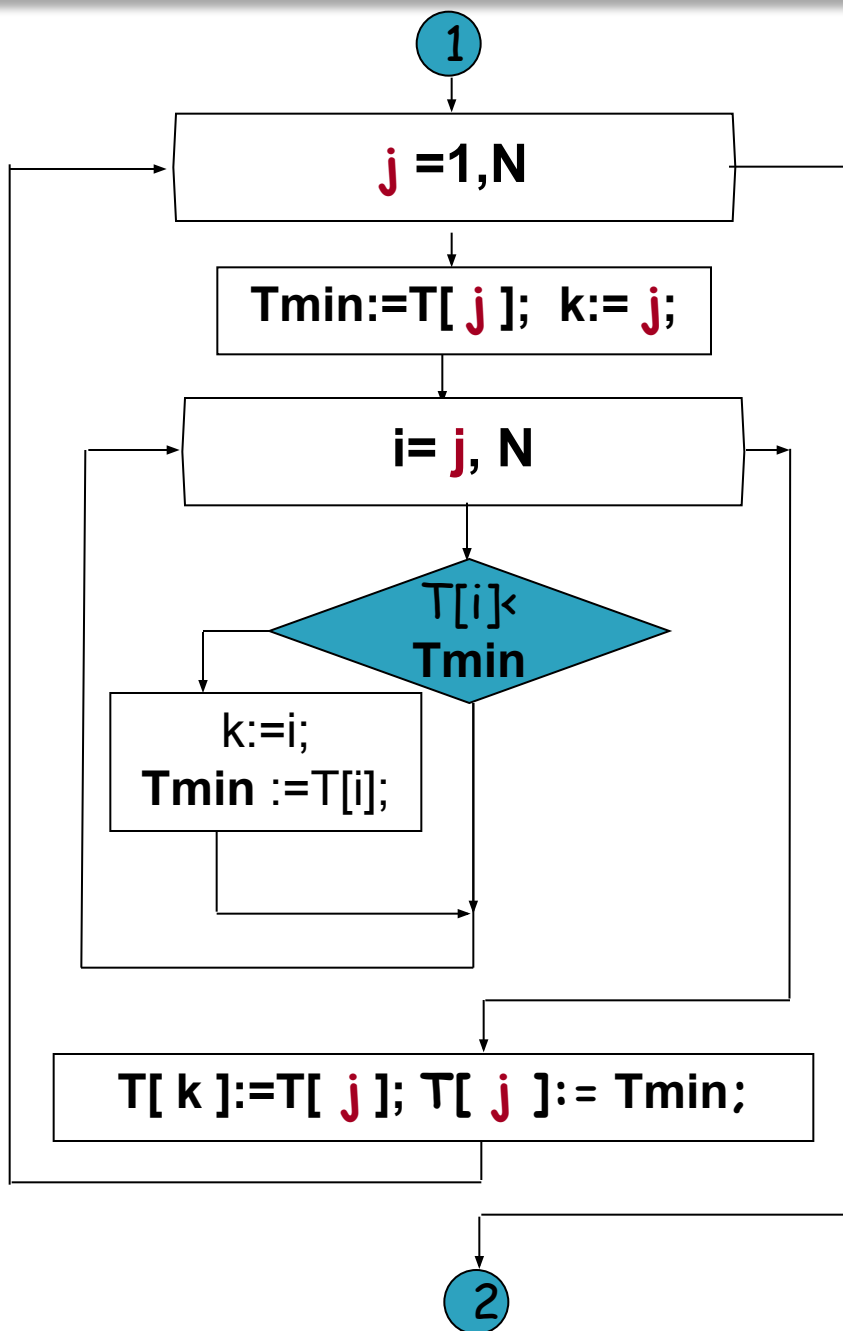 1
j =1,N
Tmin:=T[ j ]; k:= j;
i= j, N
T[i]<
Tmin
k:=i;
Tmin :=T[i];
T[ k ]:=T[ j ]; T[ j ]:= Tmin;
2